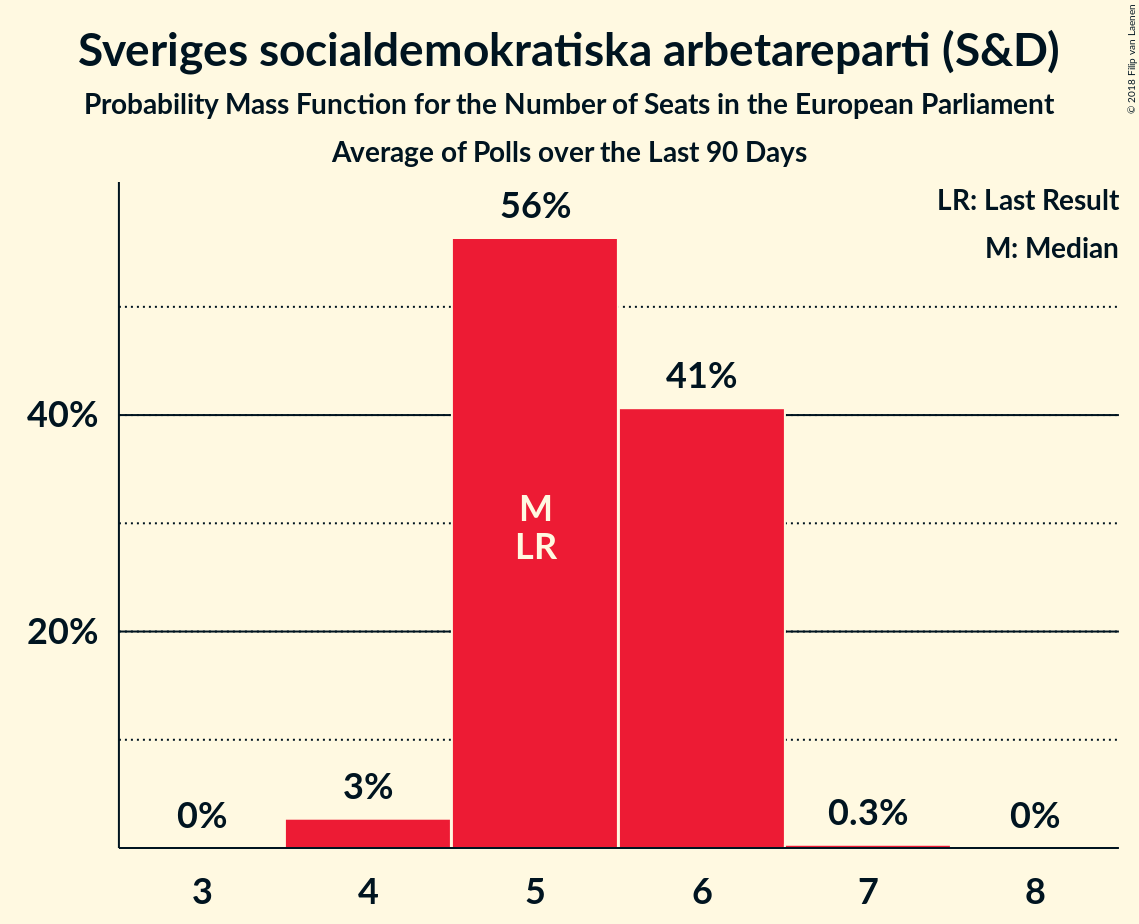 Sveriges socialdemokratiska arbetareparti (S&D)
Probability Mass Function for the Number of Seats in the European Parliament
Average of Polls over the Last 90 Days
© 2018 Filip van Laenen
LR: Last Result
M: Median
56%
41%
40%
M
LR
20%
3%
0%
0.3%
0%
3 4 5 6 7 8